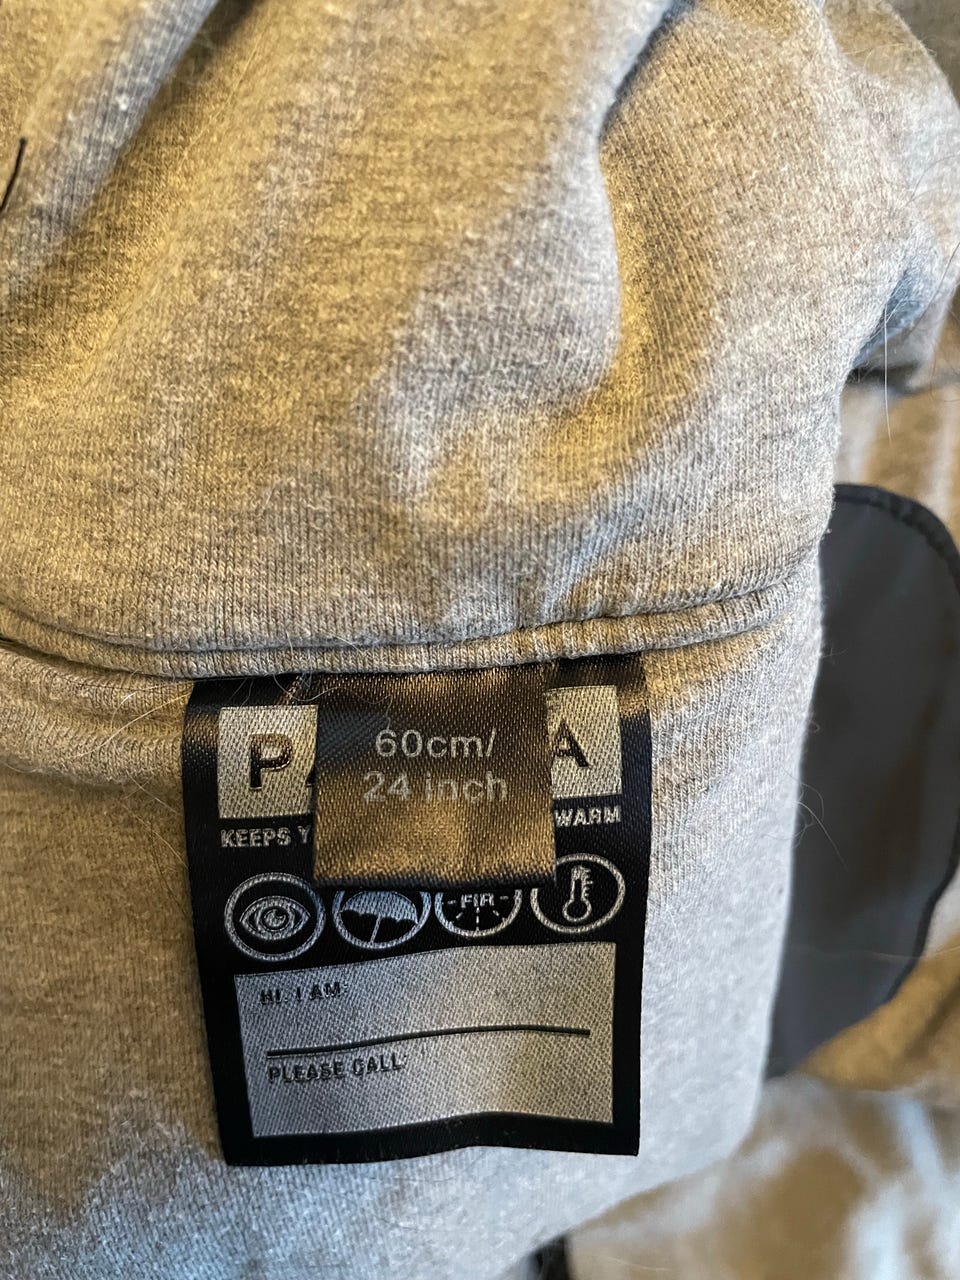 P A
60cm/
24 inch
KEEPS Y WARM
FIR
HI, I AM
PLEASE CALL: